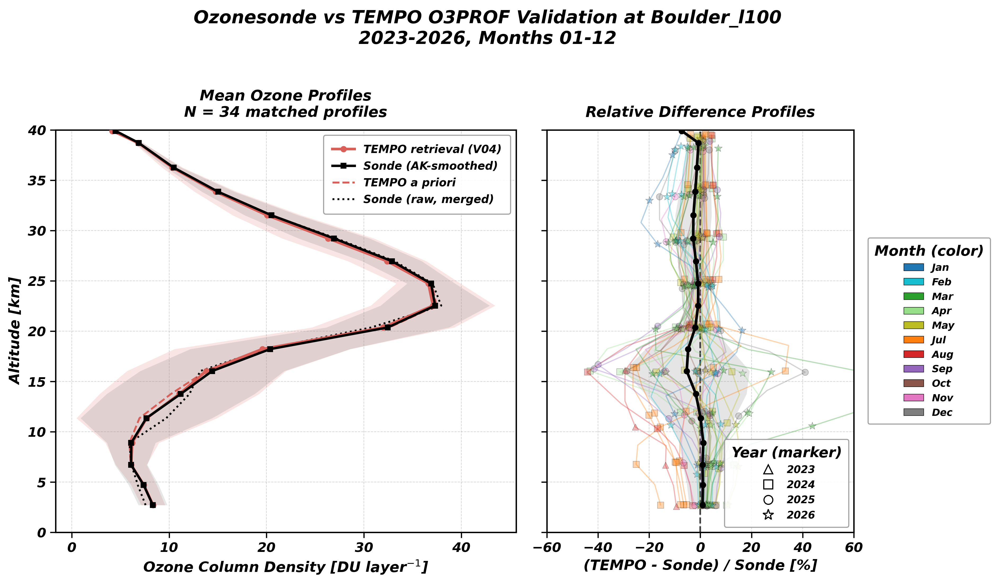 Ozonesonde vs TEMPO O3PROF Validation at Boulder_l100
2023-2026, Months 01-12
Mean Ozone Profiles
N = 34 matched profiles
40
35
30
25
20
15
10
5
0
Altitude [km]
0 10 20 30 40
Ozone Column Density [DU layer⁻¹]
TEMPO retrieval (V04)
Sonde (AK-smoothed)
TEMPO a priori
Sonde (raw, merged)
Relative Difference Profiles
−60 −40 −20 0 20 40 60
(TEMPO - Sonde) / Sonde [%]
Year (marker)
2023
2024
2025
2026
Month (color)
Jan
Feb
Mar
Apr
May
Jul
Aug
Sep
Oct
Nov
Dec